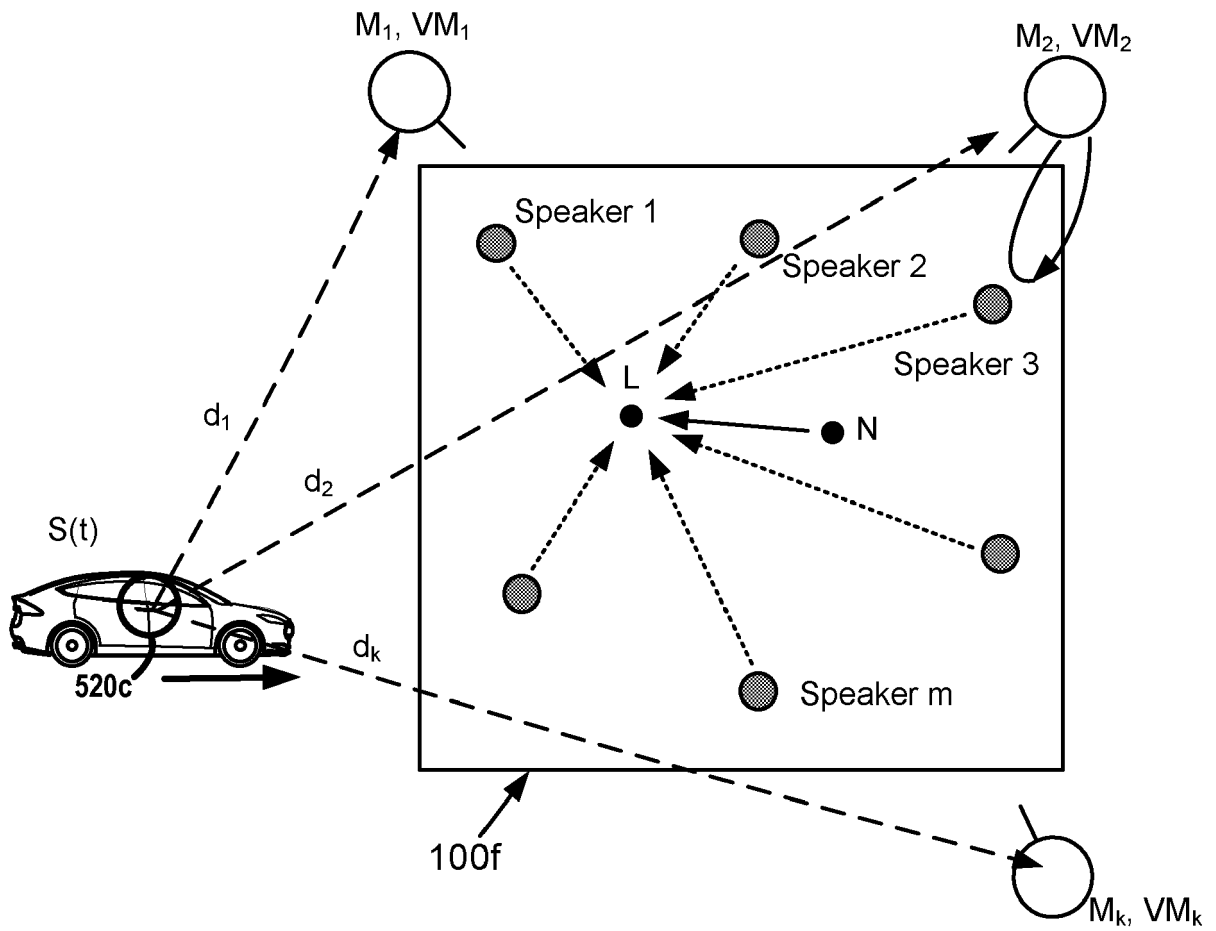 M₁, VM₁
M₂, VM₂
Speaker 1
Speaker 2
Speaker 3
L
N
d₁
d₂
S(t)
dₖ
520c
Speaker m
100f
Mₖ, VMₖ